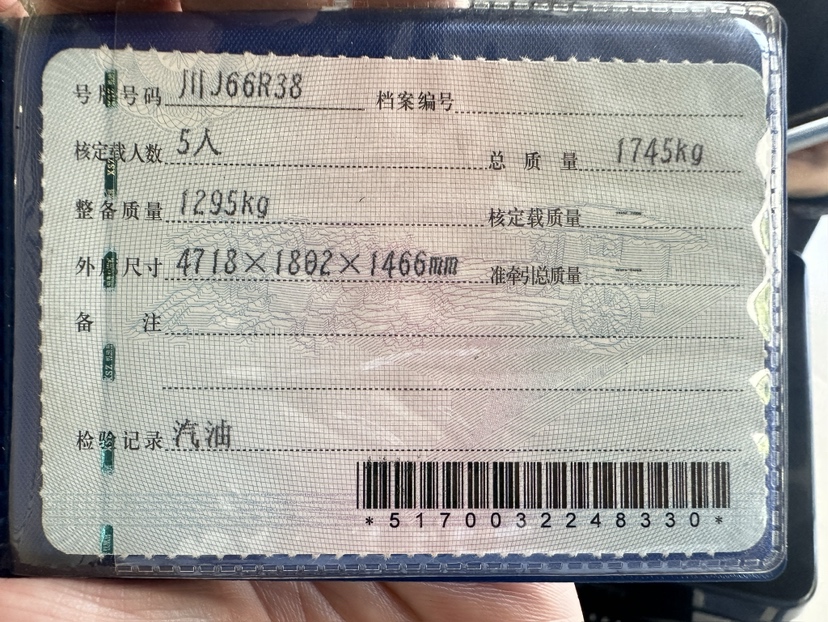 号牌号码 川J66R38 档案编号
核定载人数 5人 总质量 1745kg
整备质量 1295kg 核定载质量 —
外廓尺寸 4718×1802×1466mm 准牵引总质量 —
备注
检验记录 汽油
*5170032248330*